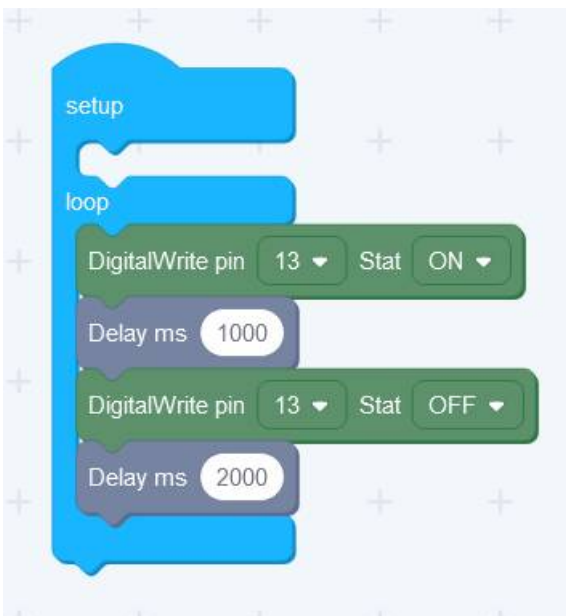 setup
loop
DigitalWrite pin 13 Stat ON
Delay ms 1000
DigitalWrite pin 13 Stat OFF
Delay ms 2000